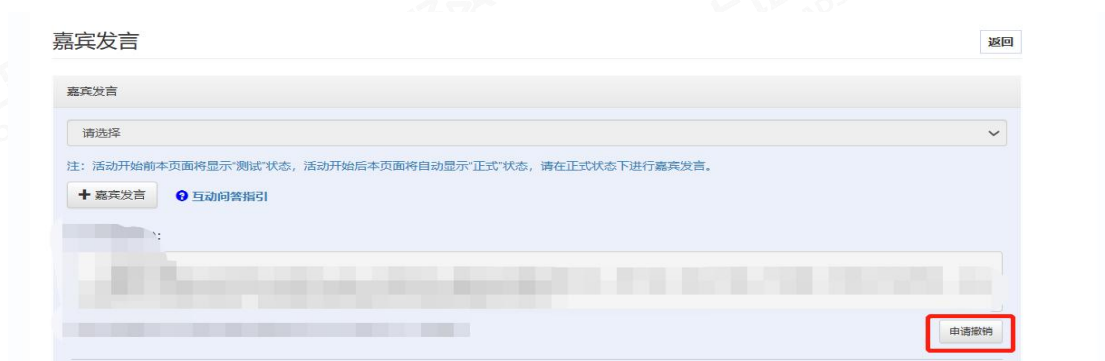 嘉宾发言
返回
嘉宾发言
请选择
注：活动开始前本页面将显示“测试”状态，活动开始后本页面将自动显示“正式”状态，请在正式状态下进行嘉宾发言。
嘉宾发言 互动问答指引
申请撤销